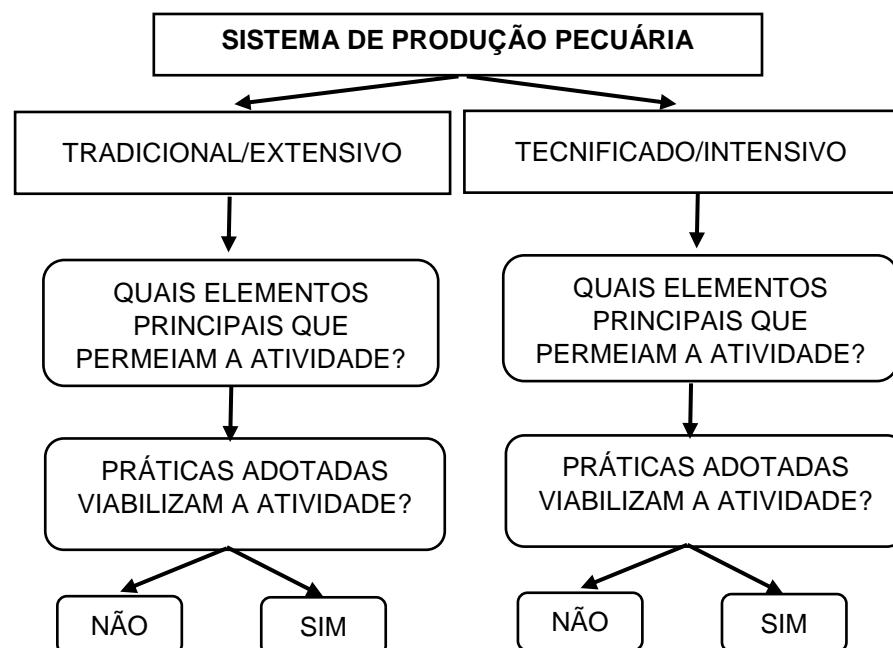 SISTEMA DE PRODUÇÃO PECUÁRIA
TRADICIONAL/EXTENSIVO
TECNIFICADO/INTENSIVO
QUAIS ELEMENTOS
PRINCIPAIS QUE
PERMEIAM A ATIVIDADE?
QUAIS ELEMENTOS
PRINCIPAIS QUE
PERMEIAM A ATIVIDADE?
PRÁTICAS ADOTADAS
VIABILIZAM A ATIVIDADE?
PRÁTICAS ADOTADAS
VIABILIZAM A ATIVIDADE?
NÃO
SIM
NÃO
SIM